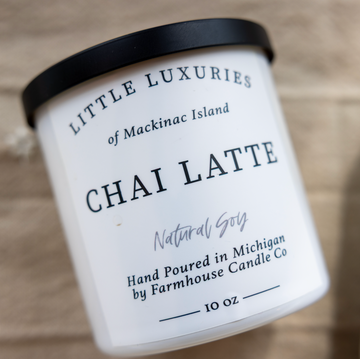 LITTLE LUXURIES
of Mackinac Island
CHAI LATTE
Natural Soy
Hand Poured in Michigan
by Farmhouse Candle Co
10 oz